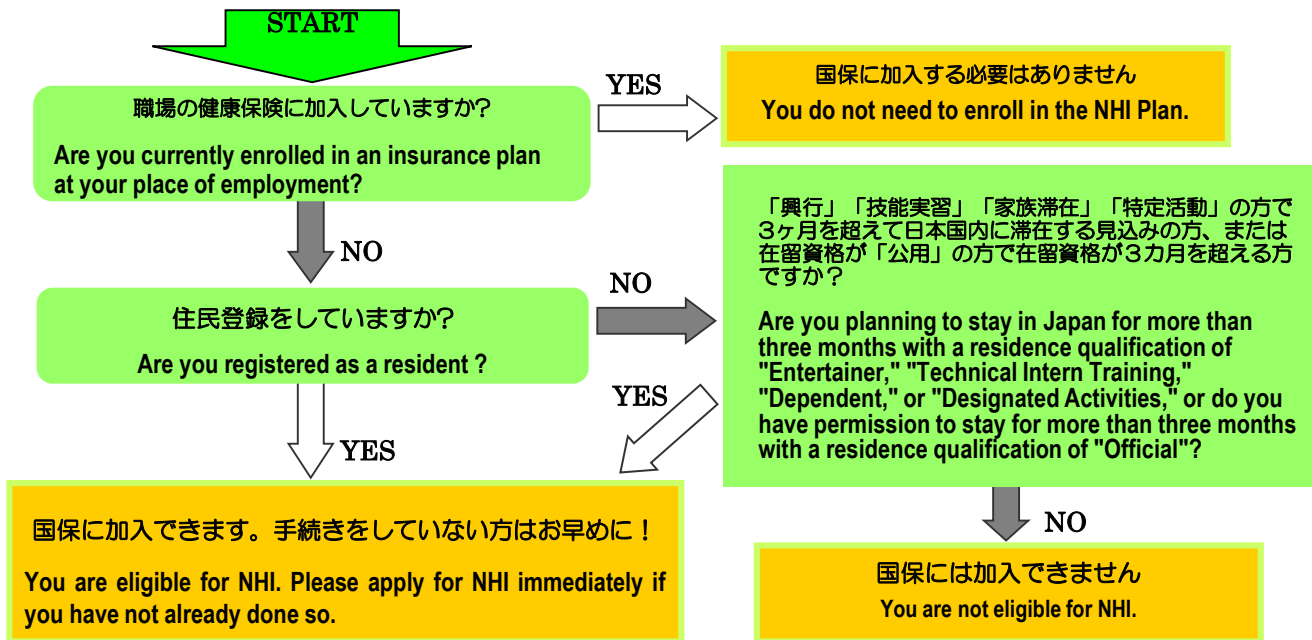 START
職場の健康保険に加入していますか?
Are you currently enrolled in an insurance plan
at your place of employment?
YES
国保に加入する必要はありません
You do not need to enroll in the NHI Plan.
NO
住民登録をしていますか?
Are you registered as a resident ?
NO
「興行」「技能実習」「家族滞在」「特定活動」の方で
3ヶ月を超えて日本国内に滞在する見込みの方、または
在留資格が「公用」の方で在留資格が3カ月を超える方
ですか?
Are you planning to stay in Japan for more than
three months with a residence qualification of
"Entertainer," "Technical Intern Training,"
"Dependent," or "Designated Activities," or do you
have permission to stay for more than three months
with a residence qualification of "Official"?
YES
YES
国保に加入できます。手続きをしていない方はお早めに!
You are eligible for NHI. Please apply for NHI immediately if
you have not already done so.
NO
国保には加入できません
You are not eligible for NHI.